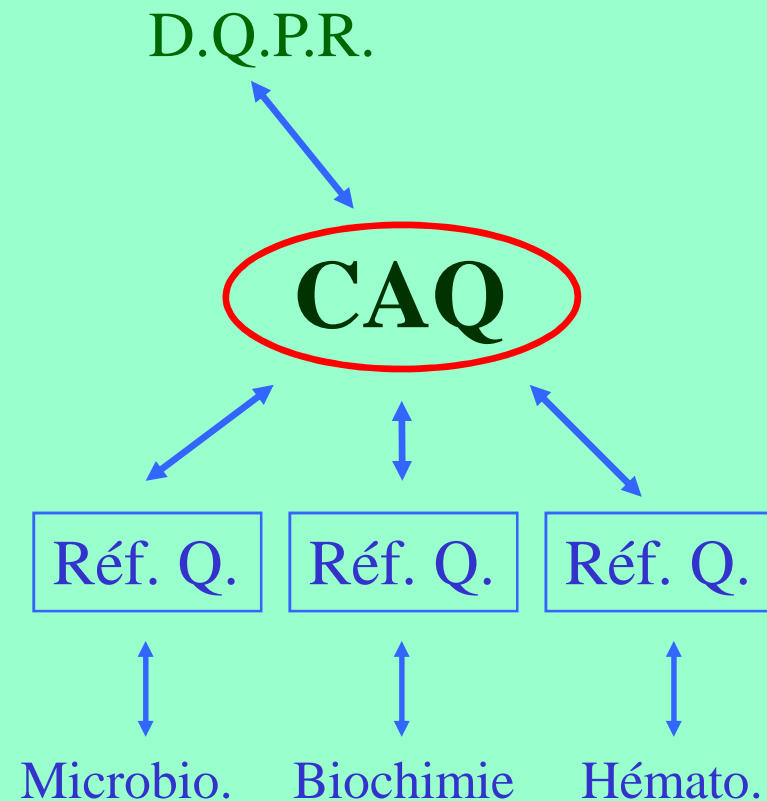 D.Q.P.R.
CAQ
Réf. Q. Réf. Q. Réf. Q.
Microbio. Biochimie Hémato.